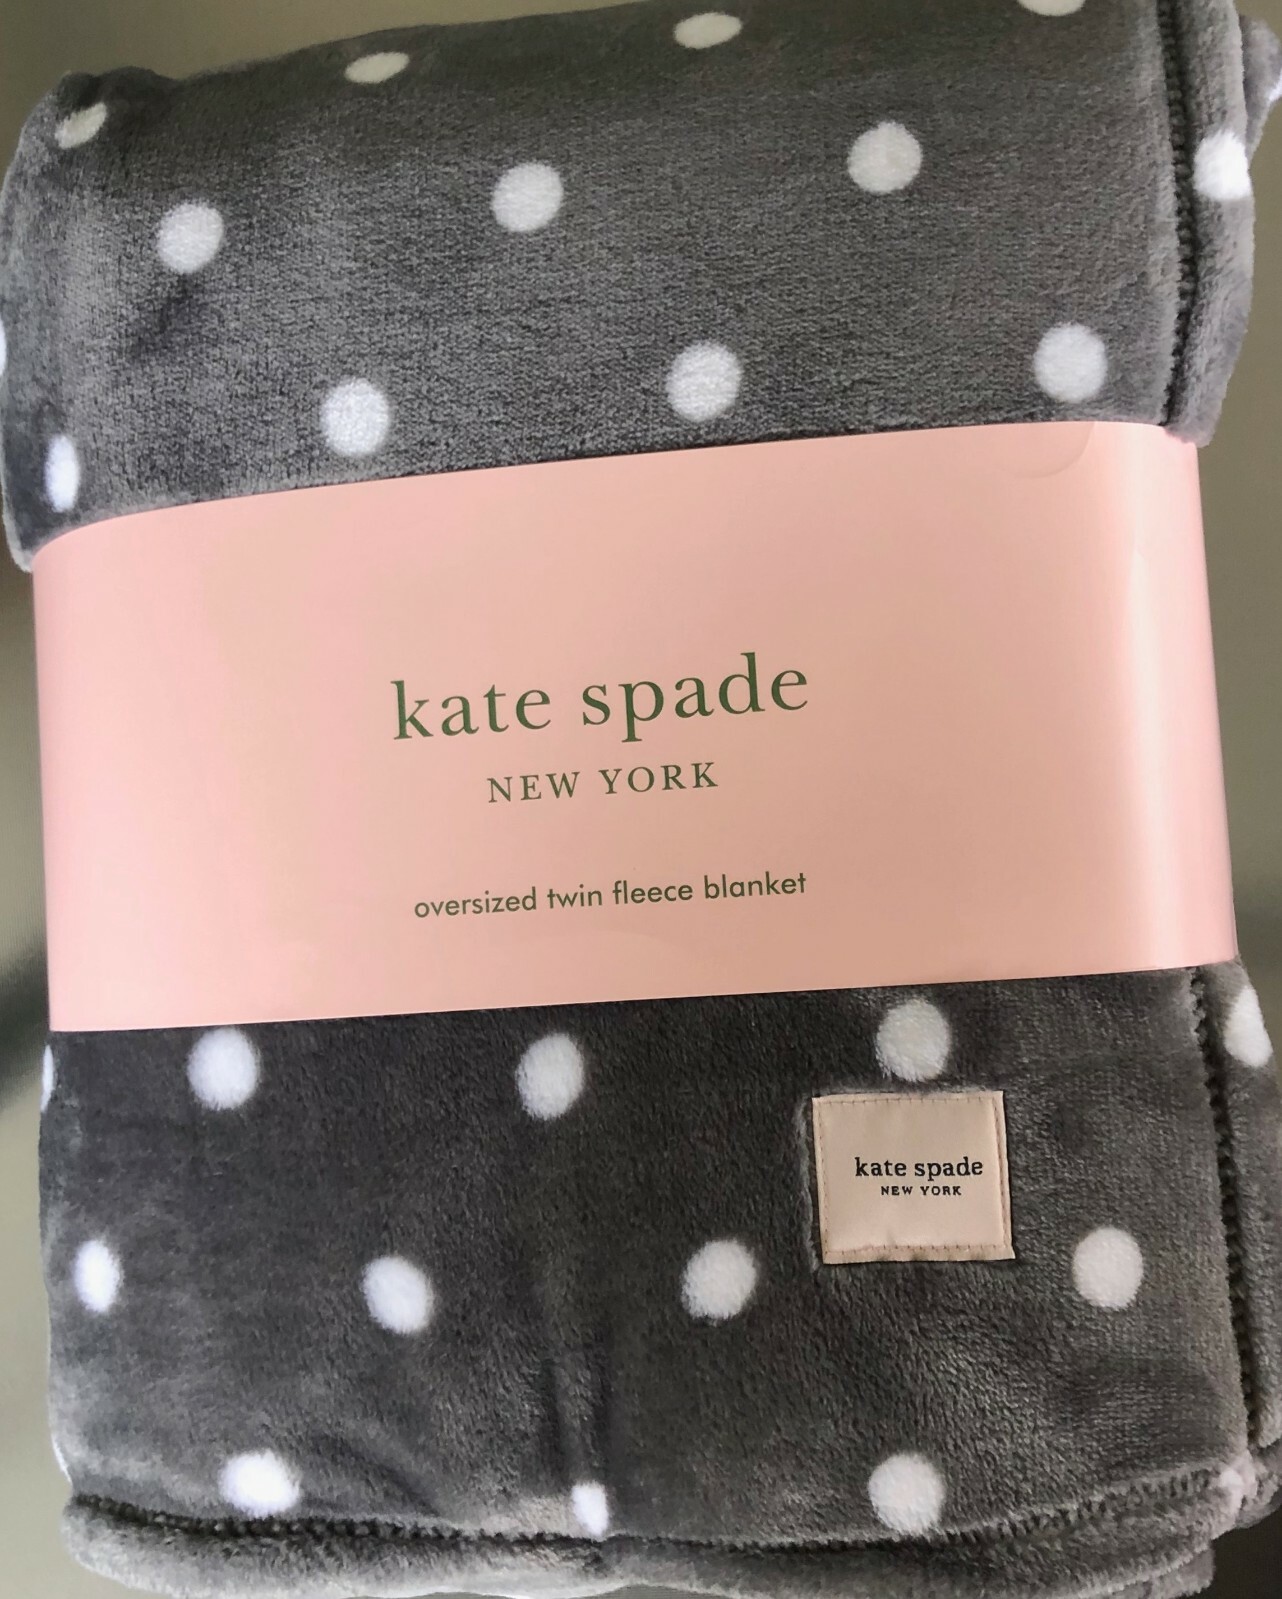 kate spade
NEW YORK
oversized twin fleece blanket
kate spade
NEW YORK